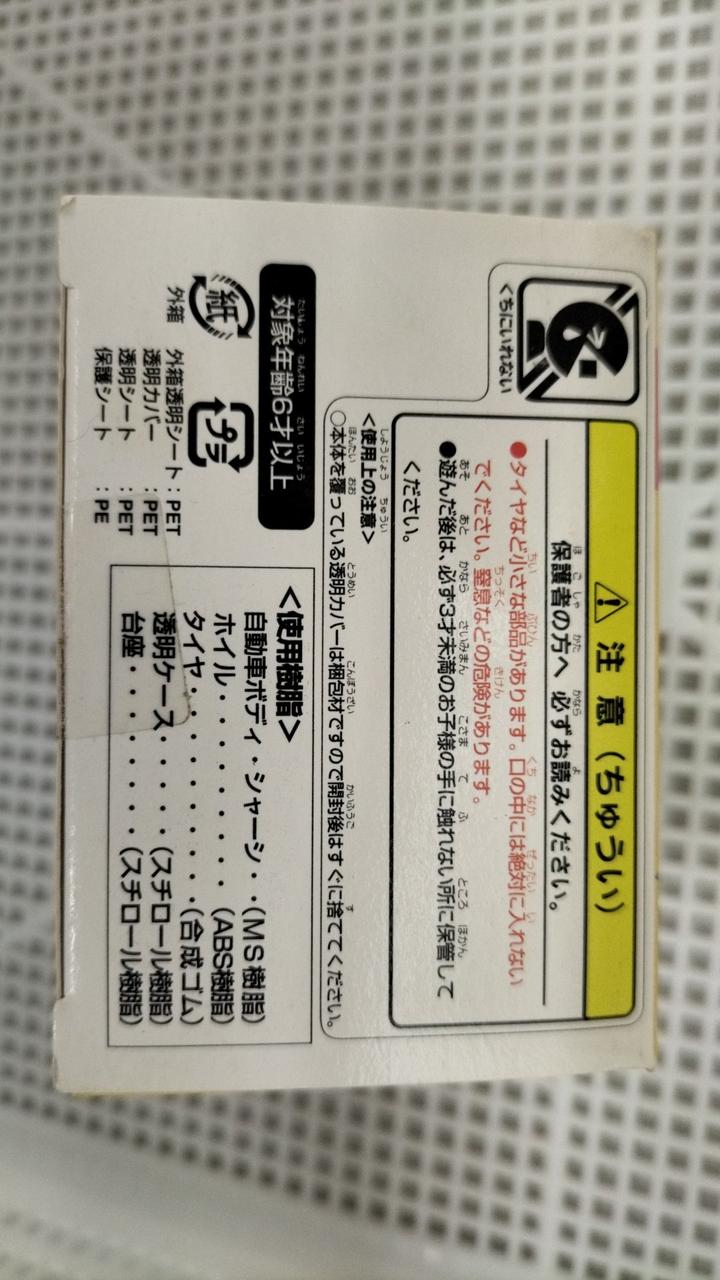 くちにいれない
⚠ 注意(ちゅうい)
保護者の方へ 必ずお読みください。
●タイヤなど小さな部品があります。口の中には絶対に入れない
でください。窒息などの危険があります。
●遊んだ後は、必ず3才未満のお子様の手に触れない所に保管して
ください。
<使用上の注意>
○本体を覆っている透明カバーは梱包材ですので開封後はすぐに捨ててください。
対象年齢6才以上
紙
外箱
プラ
外箱透明シート:PET
透明カバー:PET
透明シート:PET
保護シート:PE
<使用樹脂>
自動車ボディ・シャーシ・・(MS樹脂)
ホイル・・・・・・・・・(ABS樹脂)
タイヤ・・・・・・・・・(合成ゴム)
透明ケース・・・・・(スチロール樹脂)
台座・・・・・・・・(スチロール樹脂)